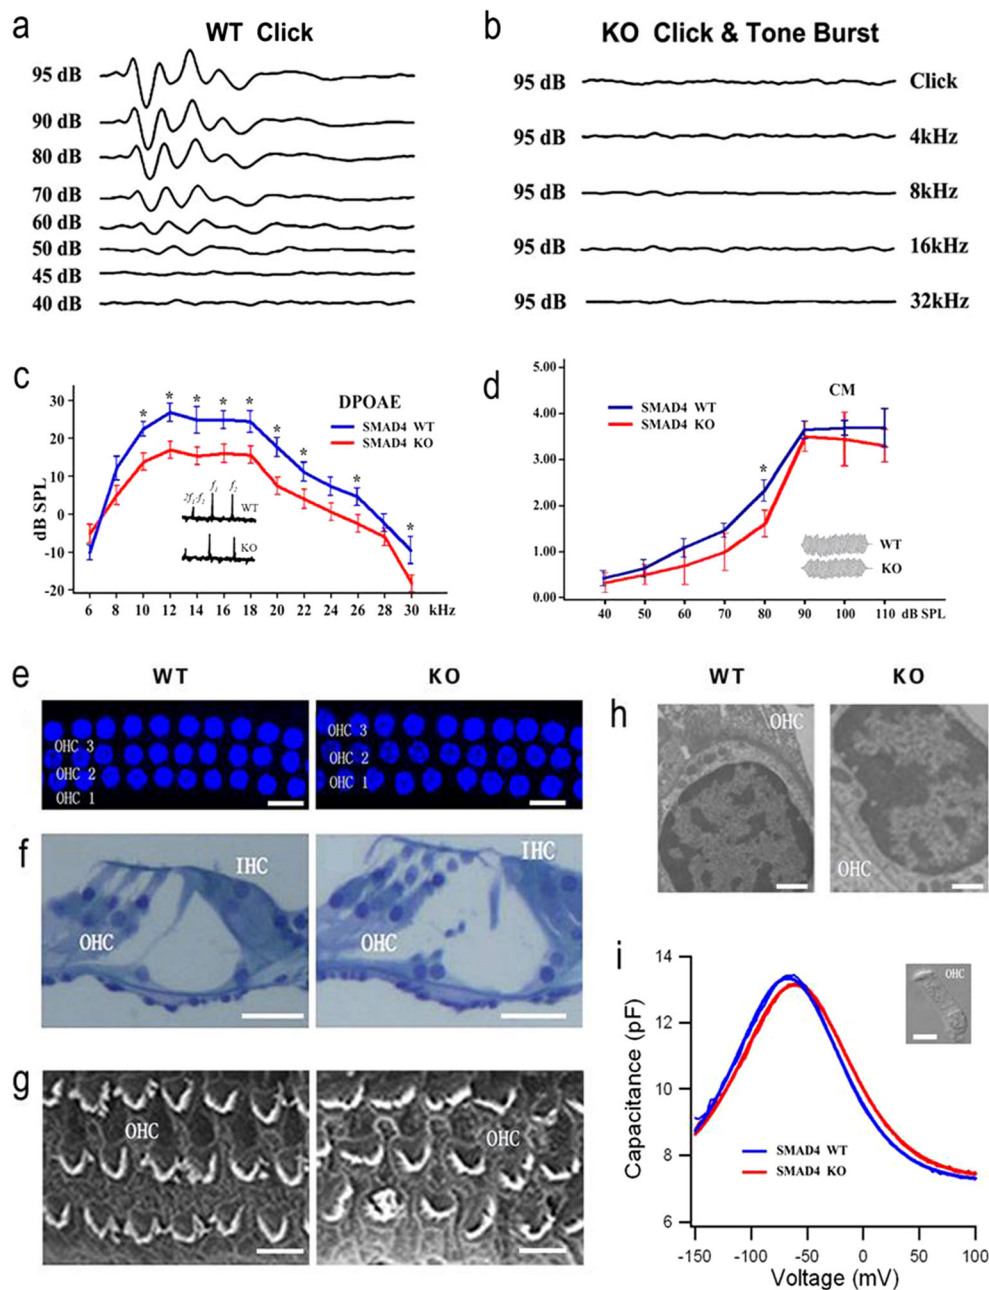 a
WT Click
95 dB
90 dB
80 dB
70 dB
60 dB
50 dB
45 dB
40 dB
b
KO Click & Tone Burst
95 dB Click
95 dB 4kHz
95 dB 8kHz
95 dB 16kHz
95 dB 32kHz
c
DPOAE
SMAD4 WT
SMAD4 KO
dB SPL
30
20
10
0
-10
-20
* * * * * * * * *
2f1-f2 f1 f2
WT
KO
6 8 10 12 14 16 18 20 22 24 26 28 30 kHz
d
CM
SMAD4 WT
SMAD4 KO
*
5.00
4.00
3.00
2.00
1.00
0.00
WT
KO
40 50 60 70 80 90 100 110 dB SPL
e
WT KO
OHC 3
OHC 2
OHC 1
OHC 3
OHC 2
OHC 1
f
IHC
OHC
IHC
OHC
g
OHC
OHC
h
WT KO
OHC
OHC
i
OHC
Capacitance (pF)
14
12
10
8
6
SMAD4 WT
SMAD4 KO
-150 -100 -50 0 50 100
Voltage (mV)